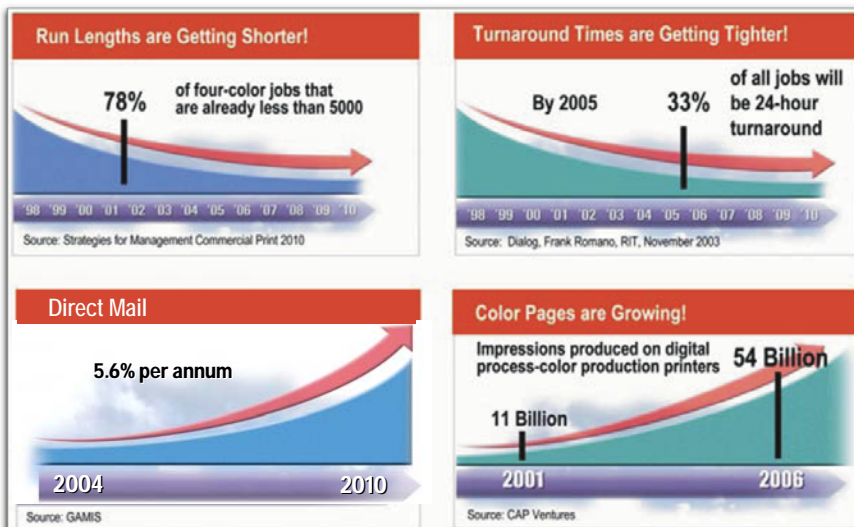 Run Lengths are Getting Shorter!
78%
of four-color jobs that
are already less than 5000
'98 '99 '00 '01 '02 '03 '04 '05 '06 '07 '08 '09 '10
Source: Strategies for Management Commercial Print 2010
Turnaround Times are Getting Tighter!
By 2005
33%
of all jobs will
be 24-hour
turnaround
'98 '99 '00 '01 '02 '03 '04 '05 '06 '07 '08 '09 '10
Source: Dialog, Frank Romano, RIT, November 2003
Direct Mail
5.6% per annum
2004 2010
Source: GAMIS
Color Pages are Growing!
Impressions produced on digital
process-color production printers
54 Billion
11 Billion
2001 2006
Source: CAP Ventures